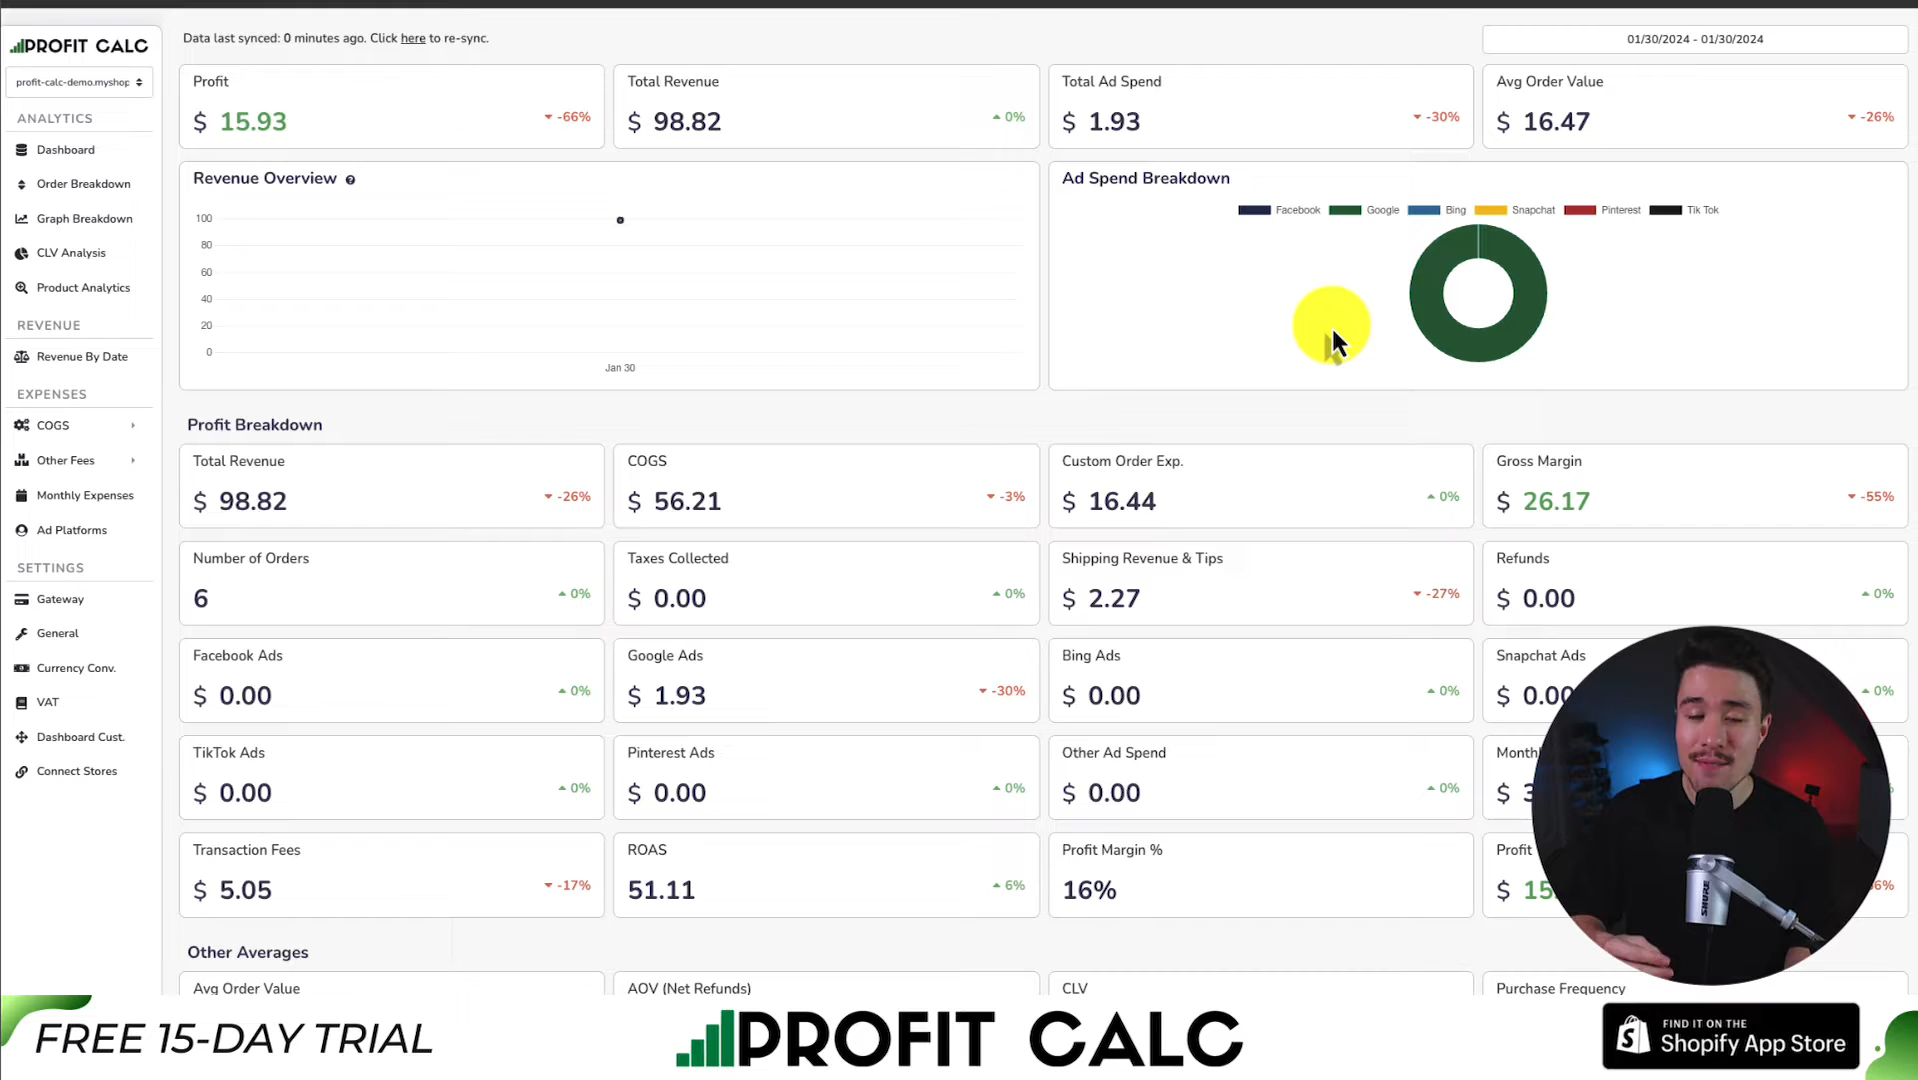 Data last synced: 0 minutes ago. Click here to re-sync.
01/30/2024 - 01/30/2024
PROFIT CALC
profit-calc-demo.myshop
ANALYTICS
Dashboard
Order Breakdown
Graph Breakdown
CLV Analysis
Product Analytics
REVENUE
Revenue By Date
EXPENSES
COGS
Other Fees
Monthly Expenses
Ad Platforms
SETTINGS
Gateway
General
Currency Conv.
VAT
Dashboard Cust.
Connect Stores
Profit
$ 15.93
-66%
Total Revenue
$ 98.82
0%
Total Ad Spend
$ 1.93
-30%
Avg Order Value
$ 16.47
-26%
Revenue Overview
100
80
60
40
20
0
Jan 30
Ad Spend Breakdown
Facebook Google Bing Snapchat Pinterest Tik Tok
Profit Breakdown
Total Revenue
$ 98.82
-26%
COGS
$ 56.21
-3%
Custom Order Exp.
$ 16.44
0%
Gross Margin
$ 26.17
-55%
Number of Orders
6
0%
Taxes Collected
$ 0.00
0%
Shipping Revenue & Tips
$ 2.27
-27%
Refunds
$ 0.00
0%
Facebook Ads
$ 0.00
0%
Google Ads
$ 1.93
-30%
Bing Ads
$ 0.00
0%
Snapchat Ads
$ 0.00
0%
TikTok Ads
$ 0.00
0%
Pinterest Ads
$ 0.00
0%
Other Ad Spend
$ 0.00
0%
$
Transaction Fees
$ 5.05
-17%
ROAS
51.11
6%
Profit Margin %
16%
Profit
$ 15.
Other Averages
Avg Order Value
AOV (Net Refunds)
CLV
Purchase Frequency
SHURE
FREE 15-DAY TRIAL
PROFIT CALC
FIND IT ON THE
Shopify App Store